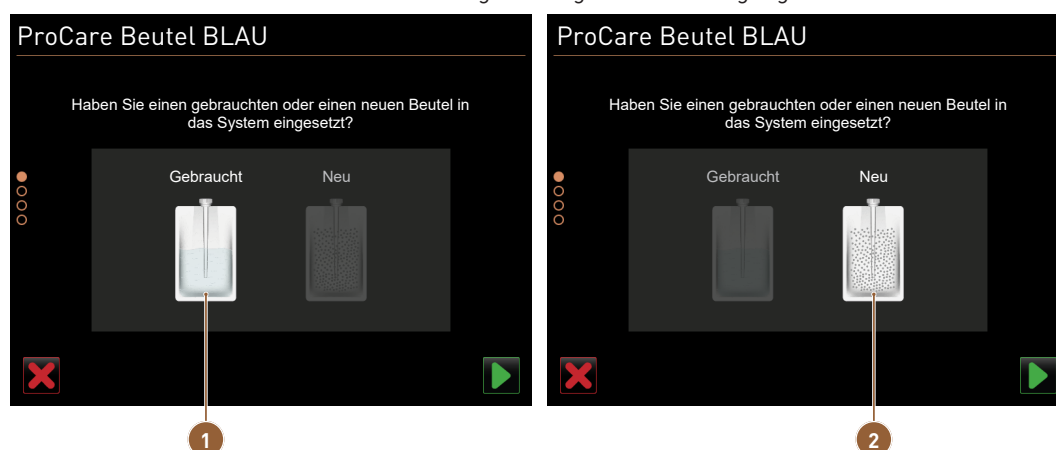 ProCare Beutel BLAU
Haben Sie einen gebrauchten oder einen neuen Beutel in
das System eingesetzt?
Gebraucht Neu
1
ProCare Beutel BLAU
Haben Sie einen gebrauchten oder einen neuen Beutel in
das System eingesetzt?
Gebraucht Neu
2